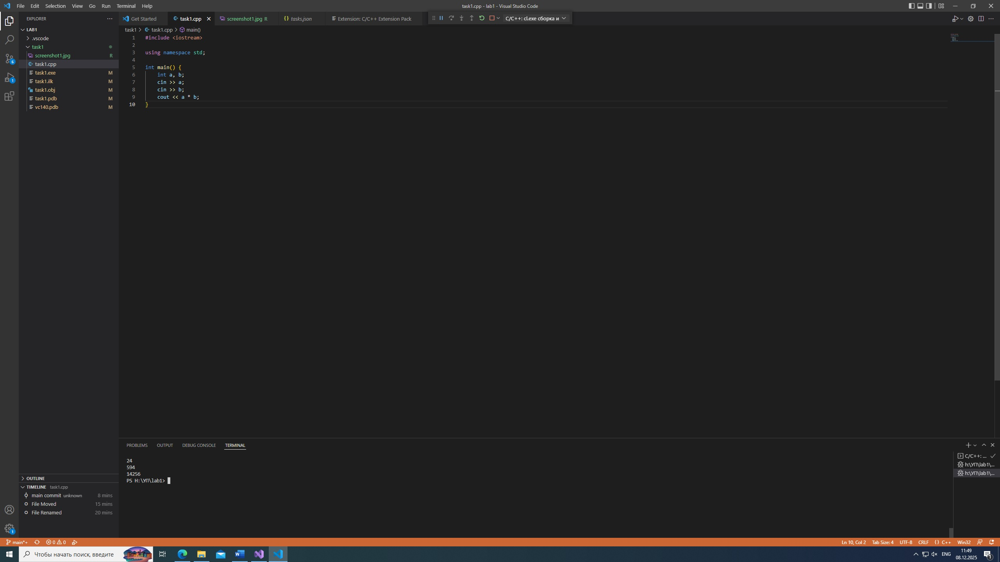 File Edit Selection View Go Run Terminal Help
task1.cpp - lab1 - Visual Studio Code
EXPLORER
LAB1
.vscode
task1
screenshot1.jpg R
task1.cpp
task1.exe M
task1.ilk M
task1.obj M
task1.pdb M
vc140.pdb M
Get Started
task1.cpp
screenshot1.jpg R
tasks.json
Extension: C/C++ Extension Pack
C/C++: cl.exe сборка и
task1 > task1.cpp > main()
1 #include <iostream>
2
3 using namespace std;
4
5 int main() {
6 int a, b;
7 cin >> a;
8 cin >> b;
9 cout << a * b;
10 }
PROBLEMS OUTPUT DEBUG CONSOLE TERMINAL
24
594
14256
PS H:\УП\lab1>
C/C++: ...
h:\УП\lab1\...
h:\УП\lab1\...
OUTLINE
TIMELINE task1.cpp
main commit unknown 8 mins
File Moved 15 mins
File Renamed 20 mins
6
1
1
main*+ 0 0
Ln 10, Col 2 Tab Size: 4 UTF-8 CRLF {} C++ Win32
Чтобы начать поиск, введите
ENG
11:49
08.12.2025
1